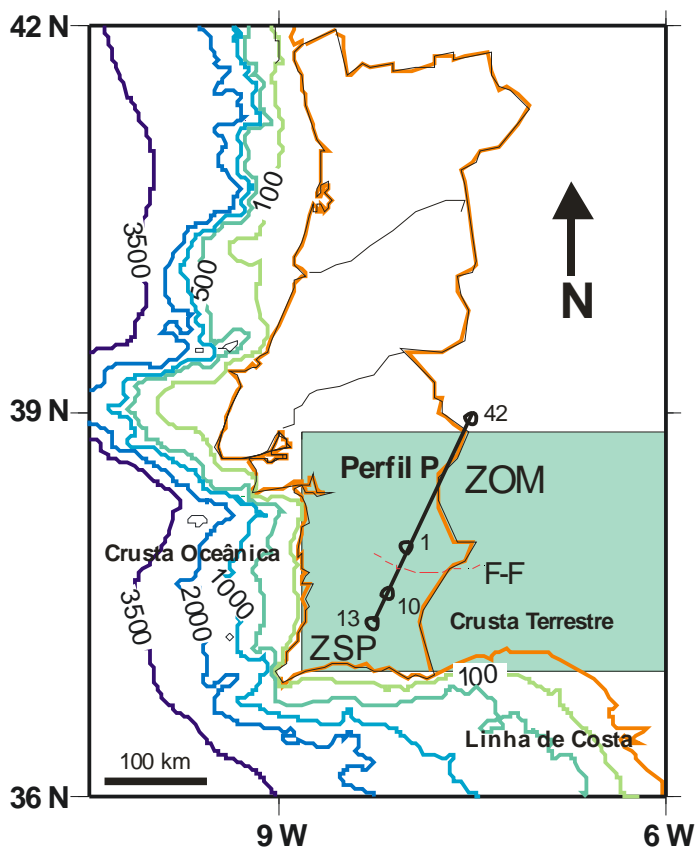 42 N
100
3500
500
N
39 N
42
Perfil P
ZOM
1
Crusta Oceânica
F-F
1000
10
3500
2000
13
Crusta Terrestre
ZSP
100
Linha de Costa
100 km
36 N
9 W
6 W